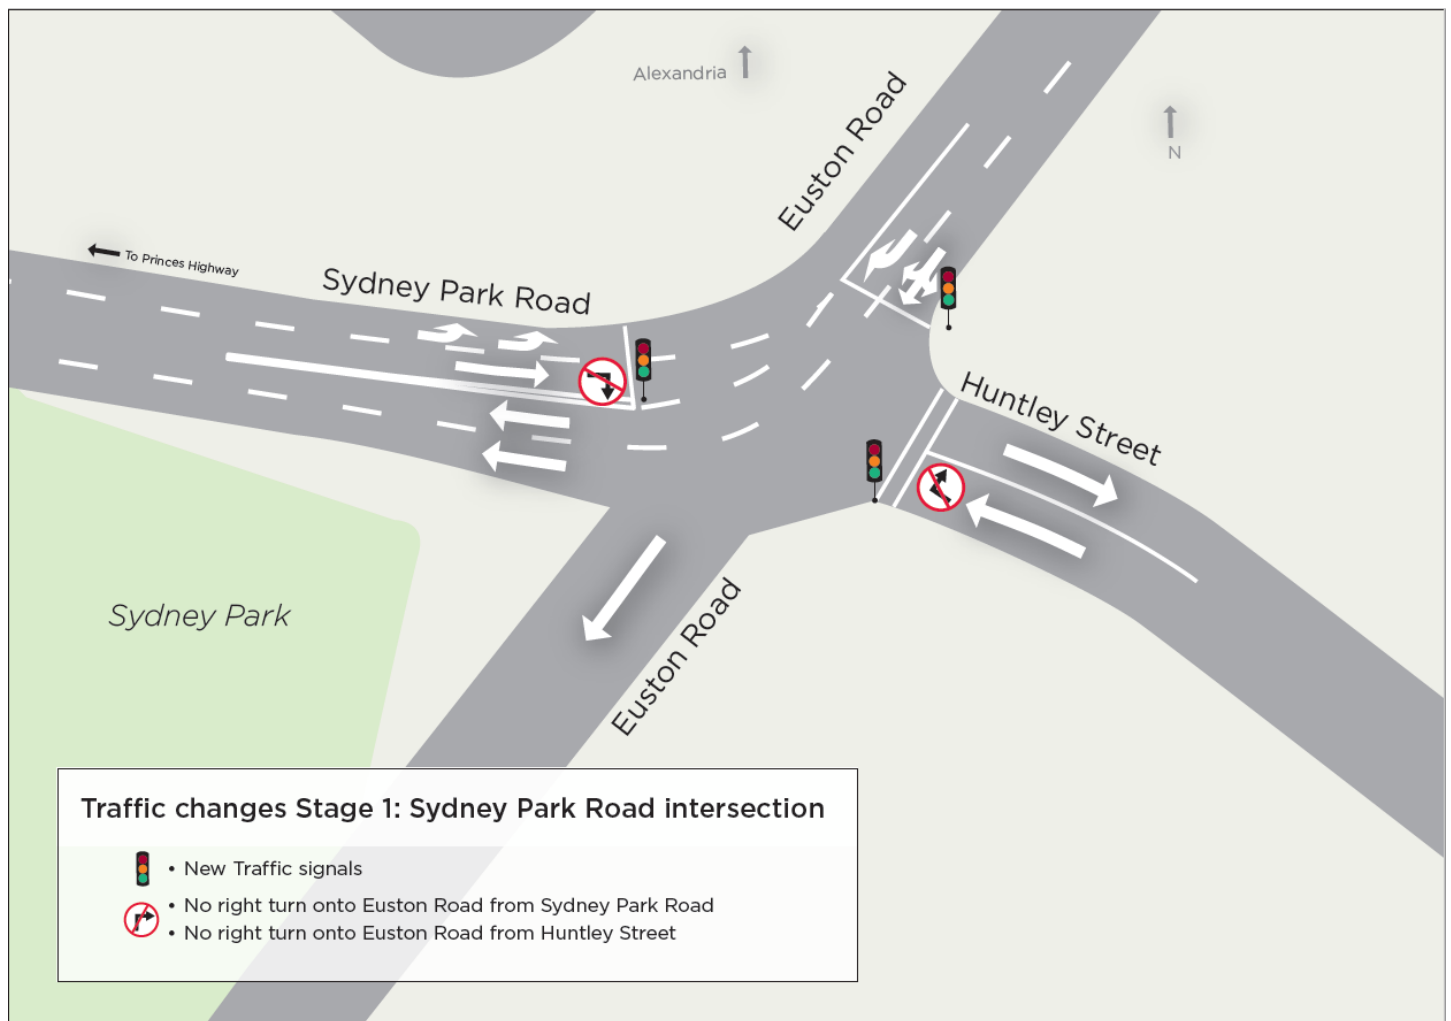 Alexandria
Euston Road
N
To Princes Highway
Sydney Park Road
Huntley Street
Sydney Park
Euston Road
Traffic changes Stage 1: Sydney Park Road intersection
• New Traffic signals
• No right turn onto Euston Road from Sydney Park Road
• No right turn onto Euston Road from Huntley Street